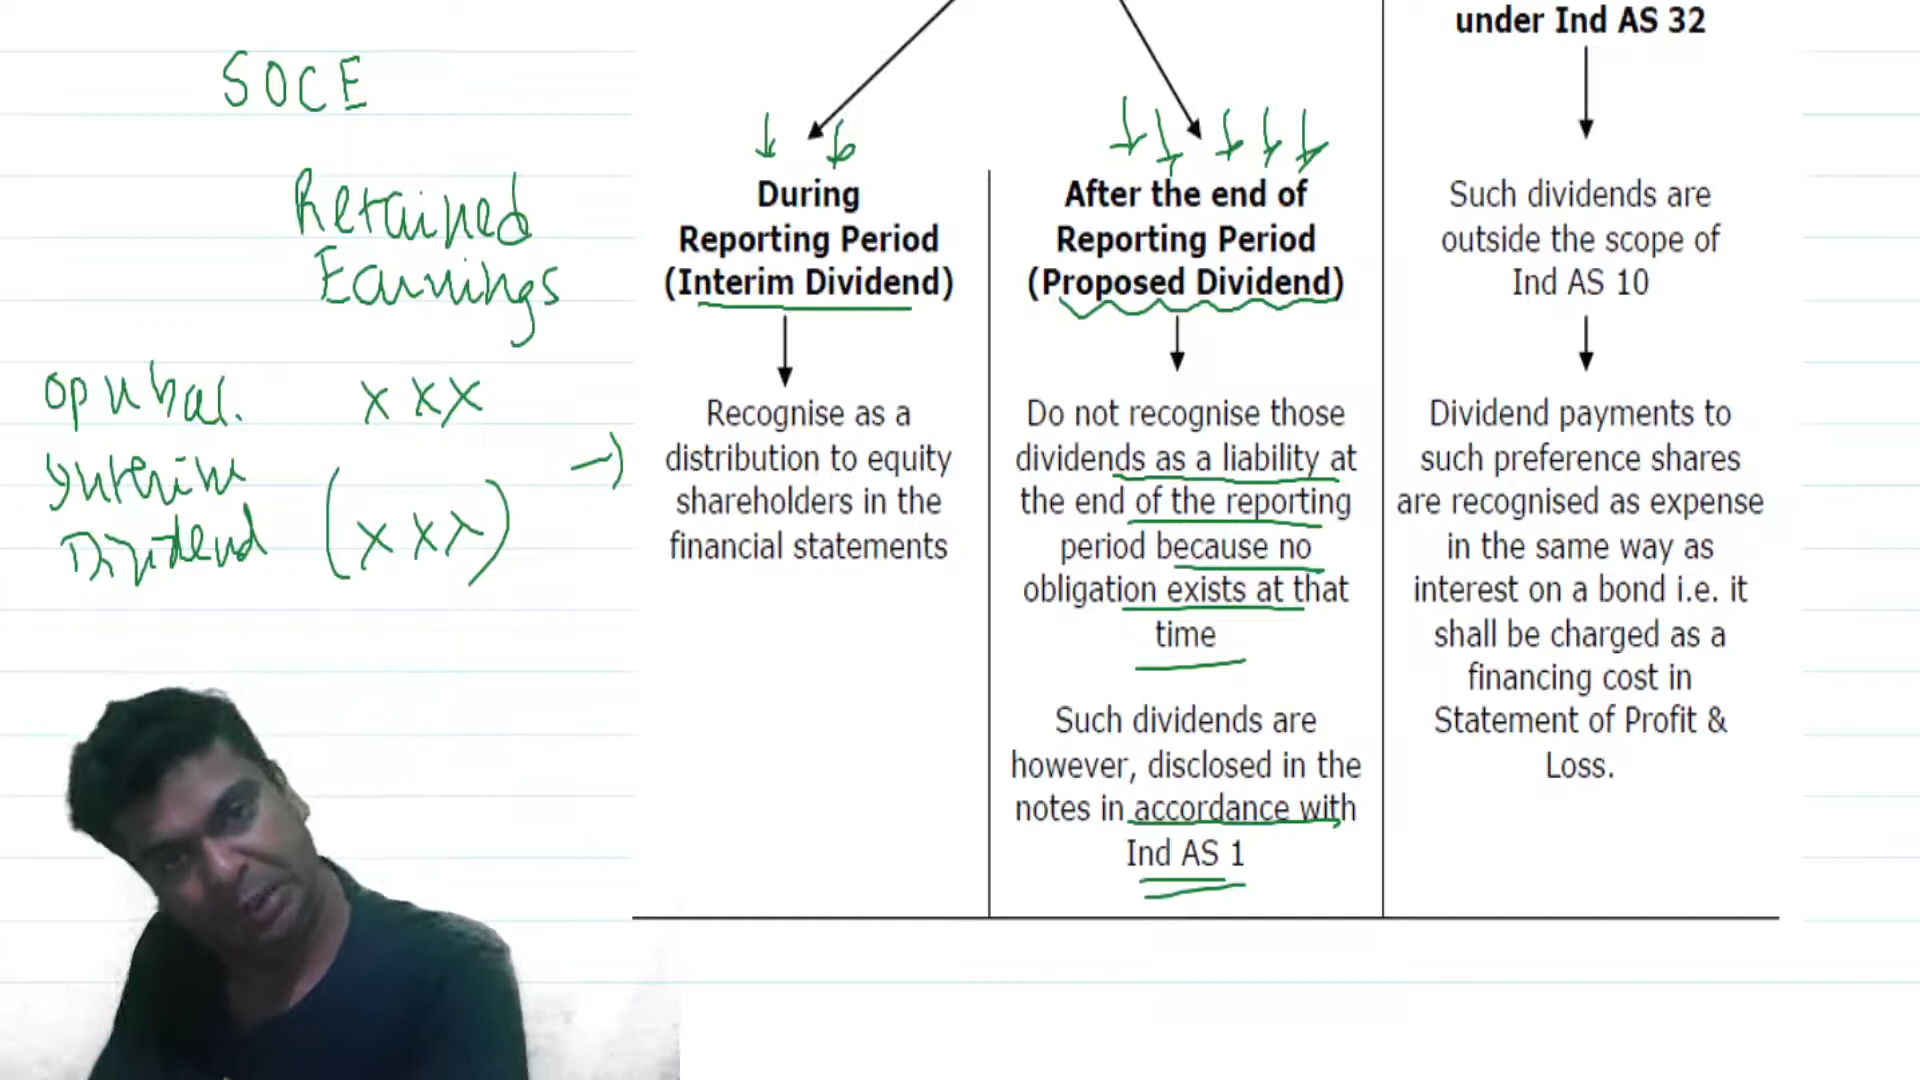 SOCE
Retained
Earnings
opn bal.
xxx
Interim
Dividend
(xxx)
During
Reporting Period
(Interim Dividend)
Recognise as a
distribution to equity
shareholders in the
financial statements
After the end of
Reporting Period
(Proposed Dividend)
Do not recognise those
dividends as a liability at
the end of the reporting
period because no
obligation exists at that
time
Such dividends are
however, disclosed in the
notes in accordance with
Ind AS 1
under Ind AS 32
Such dividends are
outside the scope of
Ind AS 10
Dividend payments to
such preference shares
are recognised as expense
in the same way as
interest on a bond i.e. it
shall be charged as a
financing cost in
Statement of Profit &
Loss.